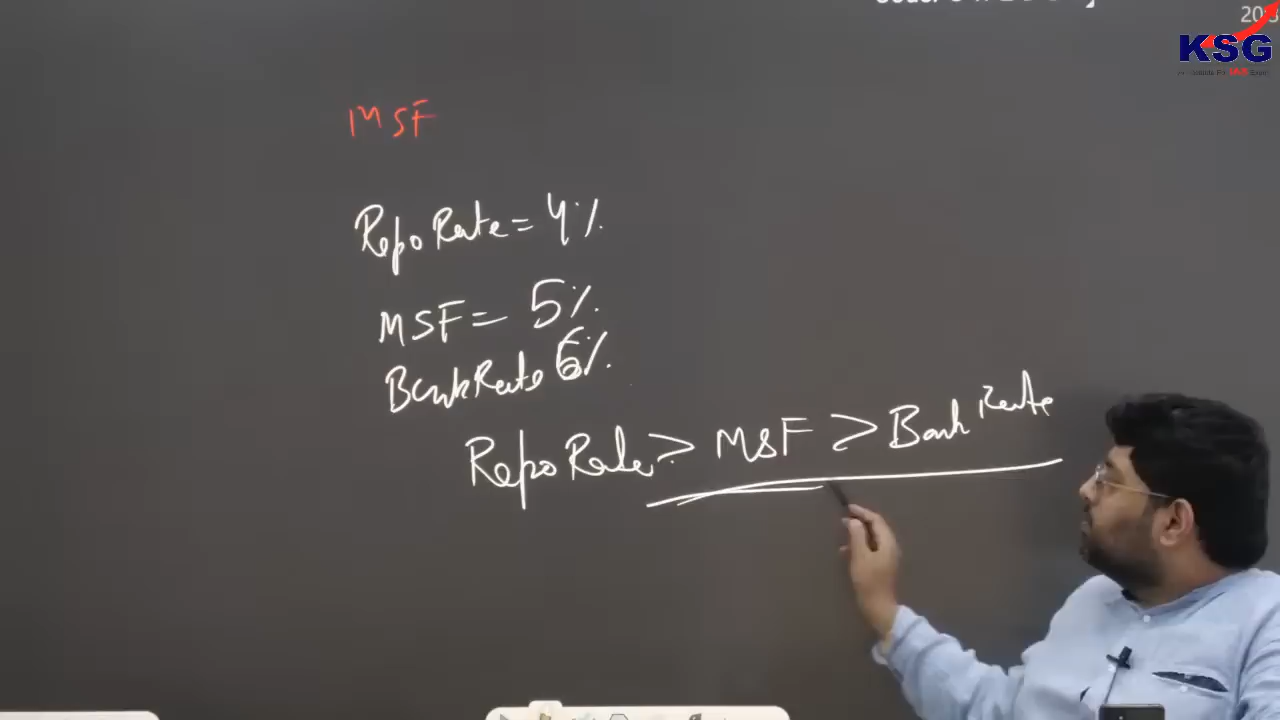 KSG
MSF
Repo Rate = 4%
MSF = 5%
Bank Rate 6%
Repo Rate > MSF > Bank Rate